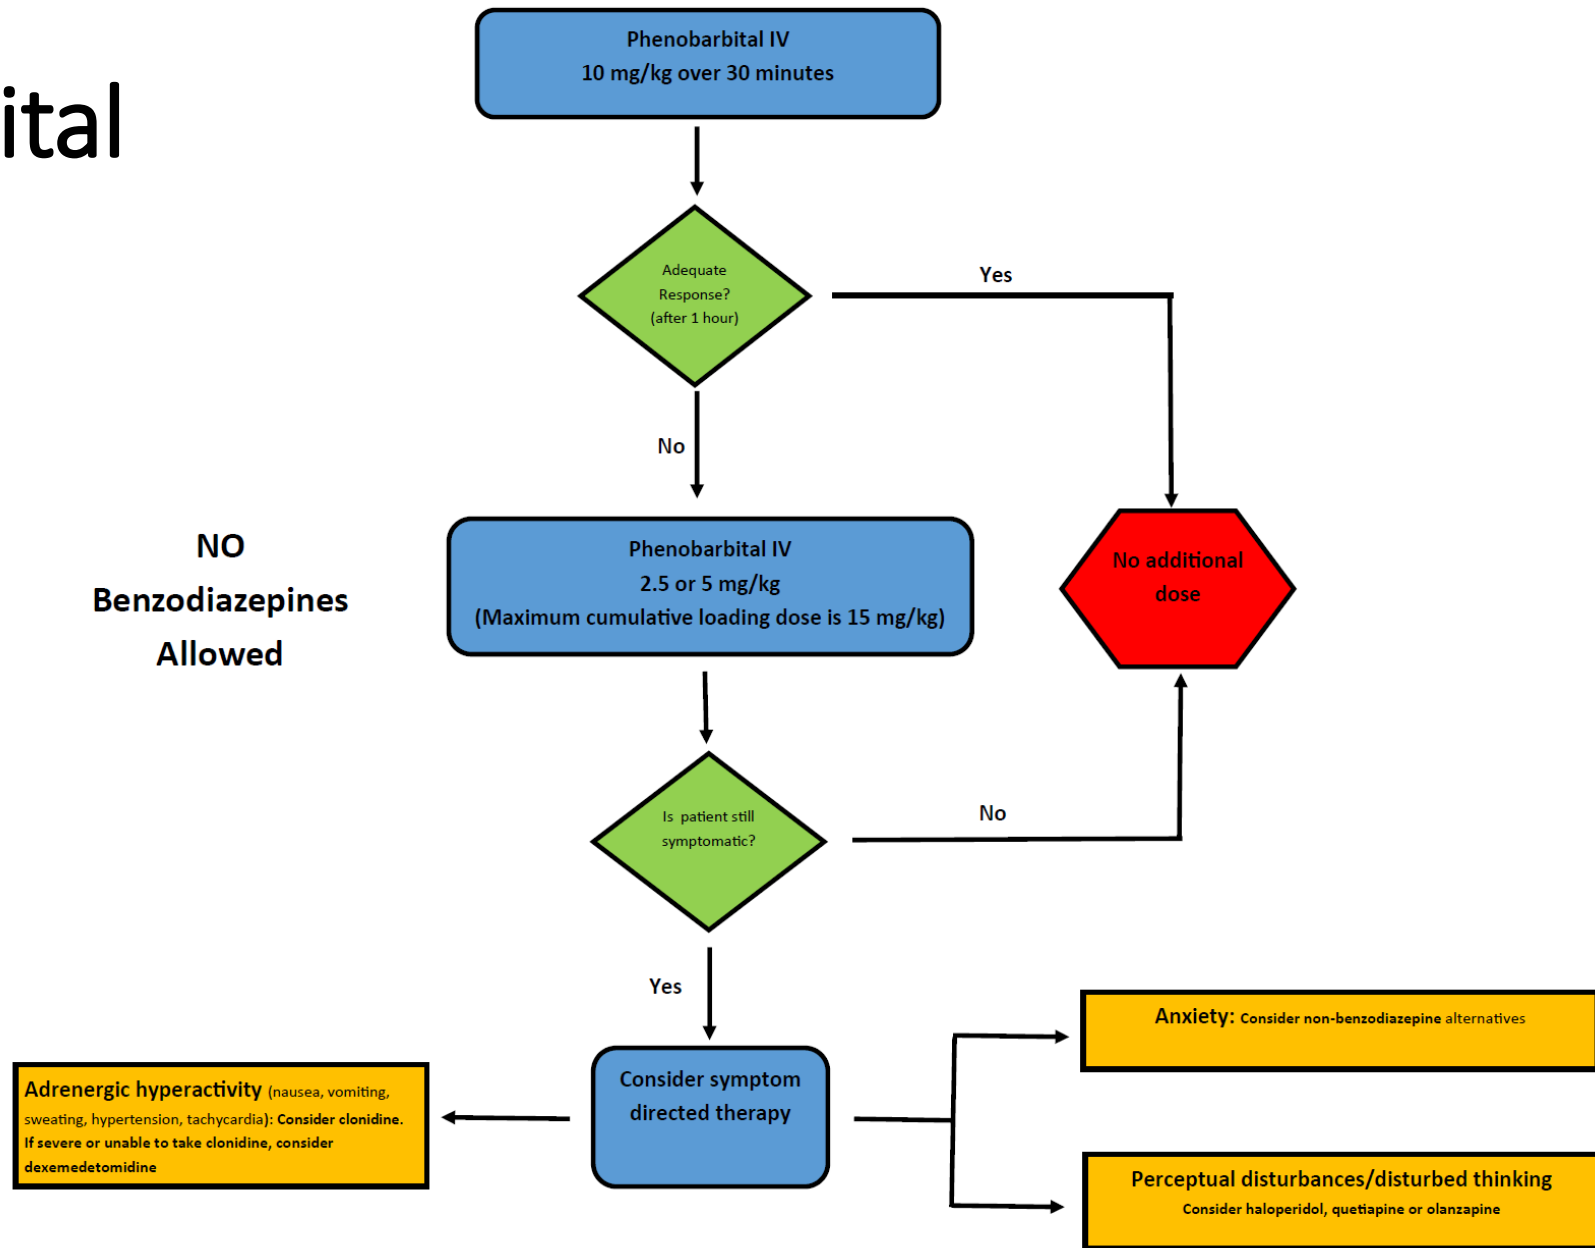 Phenobarbital IV
10 mg/kg over 30 minutes
ital
Adequate
Response?
(after 1 hour)
Yes
No
NO
Benzodiazepines
Allowed
Phenobarbital IV
2.5 or 5 mg/kg
(Maximum cumulative loading dose is 15 mg/kg)
No additional
dose
Is patient still
symptomatic?
No
Yes
Consider symptom
directed therapy
Anxiety: Consider non-benzodiazepine alternatives
Adrenergic hyperactivity (nausea, vomiting,
sweating, hypertension, tachycardia): Consider clonidine.
If severe or unable to take clonidine, consider
dexemedetomidine
Perceptual disturbances/disturbed thinking
Consider haloperidol, quetiapine or olanzapine